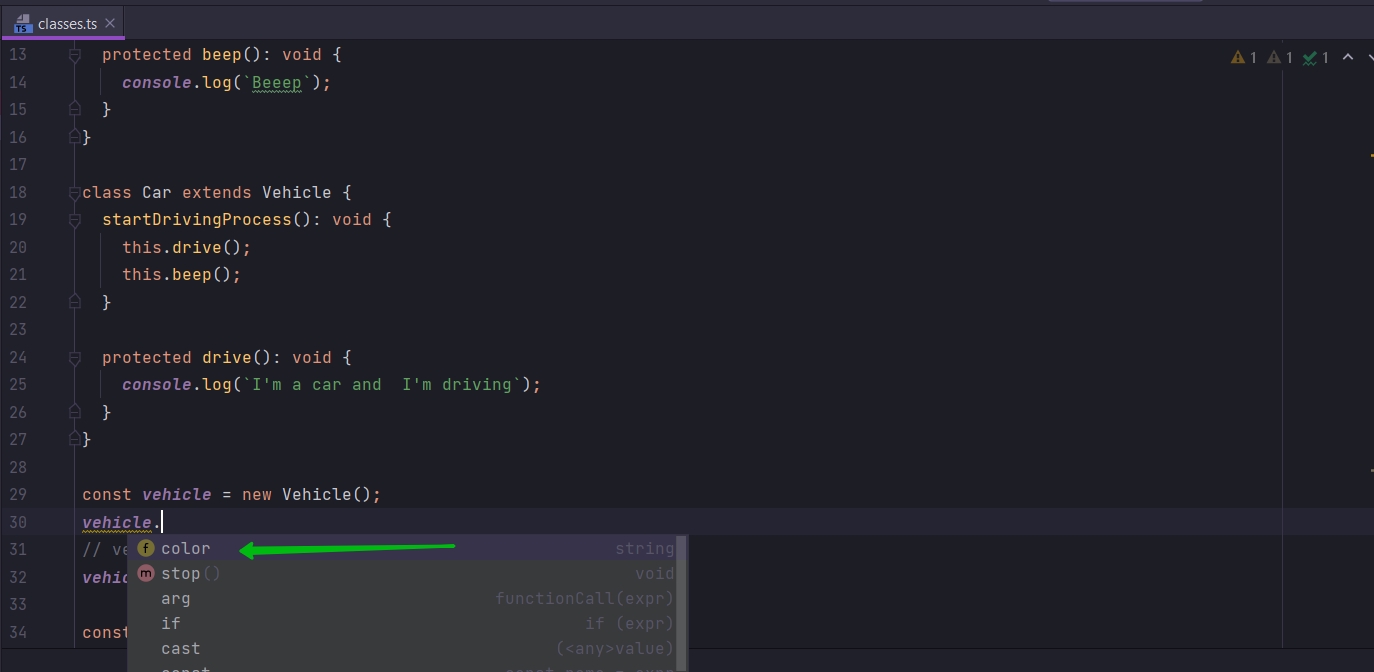 classes.ts
13 protected beep(): void {
1 1 1
14 console.log(`Beeep`);
15 }
16 }
17
18 class Car extends Vehicle {
19 startDrivingProcess(): void {
20 this.drive();
21 this.beep();
22 }
23
24 protected drive(): void {
25 console.log(`I'm a car and  I'm driving`);
26 }
27 }
28
29 const vehicle = new Vehicle();
30 vehicle.
31 // ve
f color string
32 vehic
m stop() void
33
arg functionCall(expr)
34 const
if if (expr)
cast (<any>value)